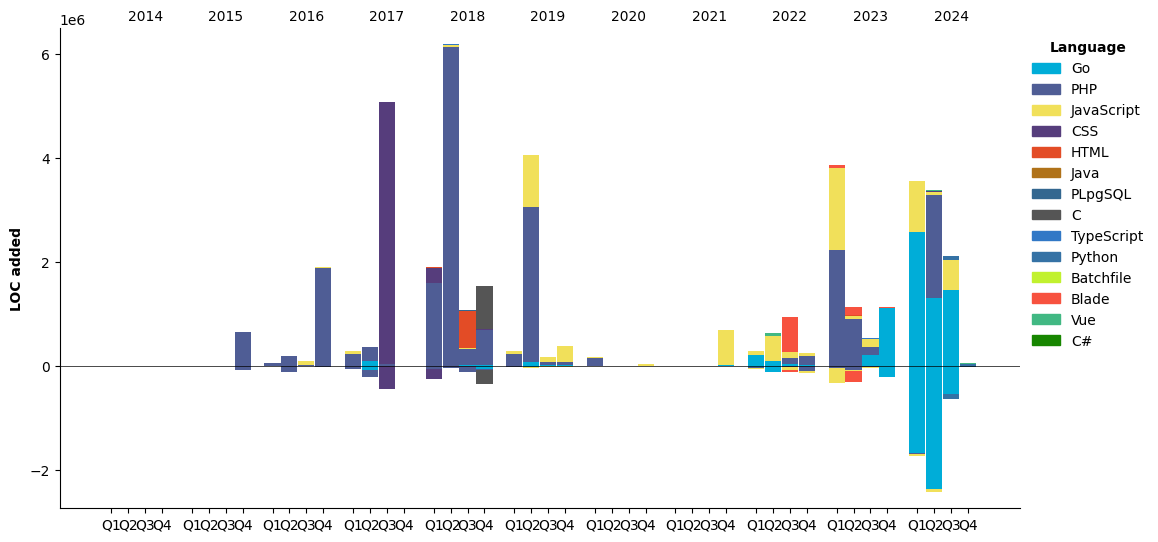 2014 2015 2016 2017 2018 2019 2020 2021 2022 2023 2024
1e6
6
4
2
0
−2
LOC added
Q1Q2Q3Q4 Q1Q2Q3Q4 Q1Q2Q3Q4 Q1Q2Q3Q4 Q1Q2Q3Q4 Q1Q2Q3Q4 Q1Q2Q3Q4 Q1Q2Q3Q4 Q1Q2Q3Q4 Q1Q2Q3Q4 Q1Q2Q3Q4
Language
Go
PHP
JavaScript
CSS
HTML
Java
PLpgSQL
C
TypeScript
Python
Batchfile
Blade
Vue
C#